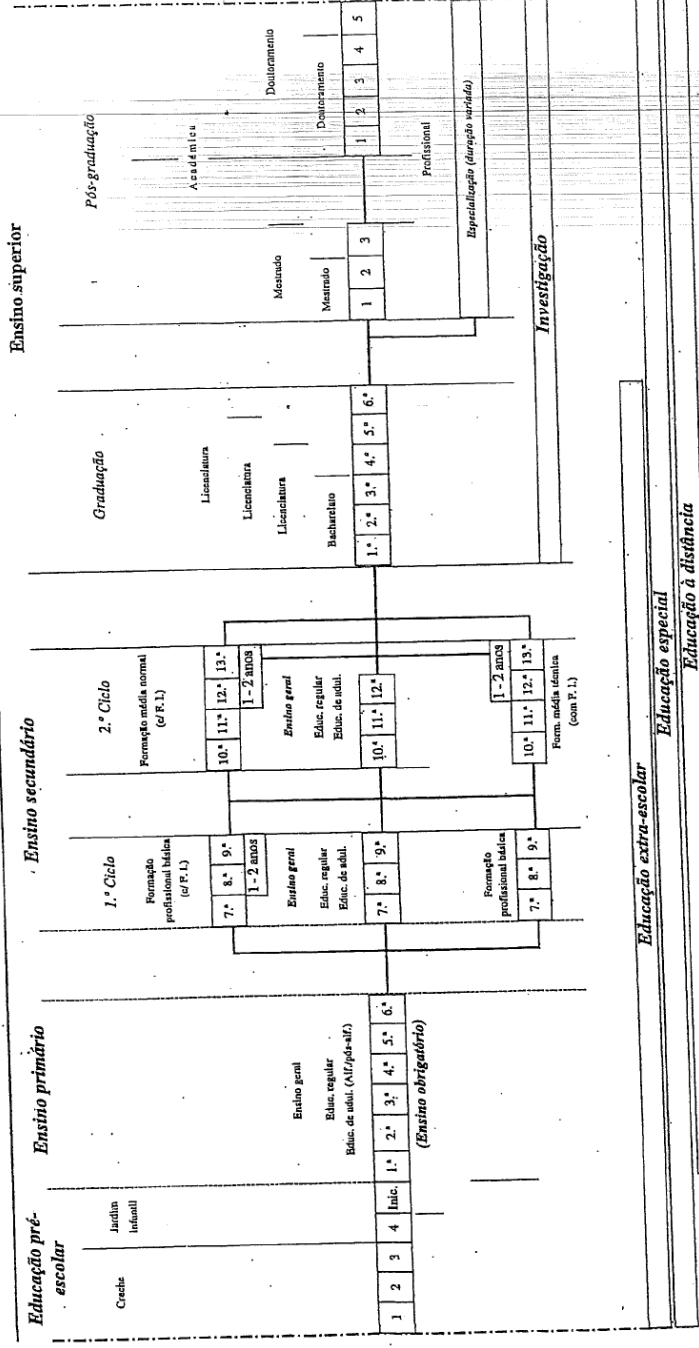 Educação pré-
escolar
Creche
Jardim
Infantil
1 2 3 4 Inic.
Ensino primário
Ensino geral
Educ. regular
Educ. de adul. (Alf./pós-alf.)
1.ª 2.ª 3.ª 4.ª 5.ª 6.ª
(Ensino obrigatório)
Ensino secundário
1.º Ciclo
Formação
profissional básica
(c/ F. I.)
7.ª 8.ª 9.ª
1 - 2 anos
Ensino geral
Educ. regular
Educ. de adul.
7.ª 8.ª 9.ª
Formação
profissional básica
7.ª 8.ª 9.ª
2.º Ciclo
Formação média normal
(c/ F. I.)
10.ª 11.ª 12.ª 13.ª
1 - 2 anos
Ensino geral
Educ. regular
Educ. de adul.
10.ª 11.ª 12.ª
1 - 2 anos
10.ª 11.ª 12.ª 13.ª
Form. média técnica
(com F. I.)
Ensino superior
Graduação
Licenciatura
Licenciatura
Licenciatura
Bacharelato
1.º 2.º 3.º 4.º 5.º 6.º
Pós-graduação
Académica
Mestrado
Mestrado
1 2 3
Doutoramento
Doutoramento
1 2 3 4 5
Profissional
Especialização (duração variada)
Investigação
Educação extra-escolar
Educação especial
Educação à distância